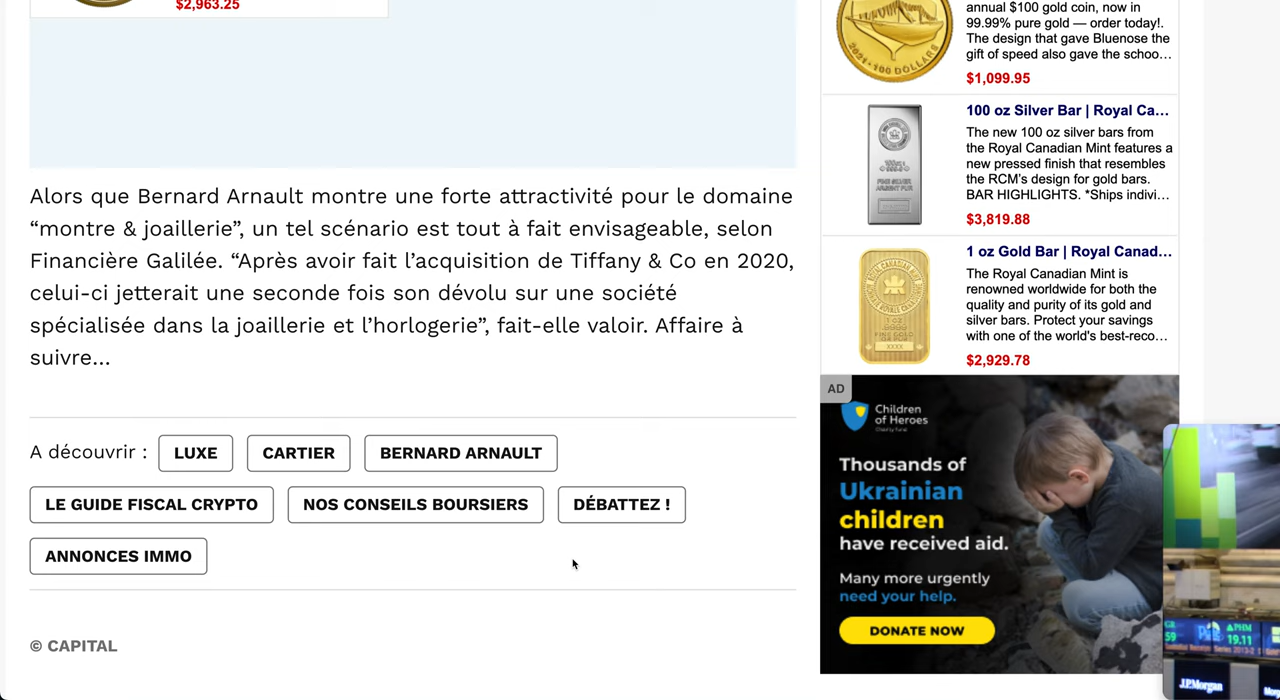 $2,963.25
Alors que Bernard Arnault montre une forte attractivité pour le domaine
“montre & joaillerie”, un tel scénario est tout à fait envisageable, selon
Financière Galilée. “Après avoir fait l’acquisition de Tiffany & Co en 2020,
celui-ci jetterait une seconde fois son dévolu sur une société
spécialisée dans la joaillerie et l’horlogerie”, fait-elle valoir. Affaire à
suivre…
A découvrir :
LUXE
CARTIER
BERNARD ARNAULT
LE GUIDE FISCAL CRYPTO
NOS CONSEILS BOURSIERS
DÉBATTEZ !
ANNONCES IMMO
© CAPITAL
annual $100 gold coin, now in
99.99% pure gold — order today!.
The design that gave Bluenose the
gift of speed also gave the schoo…
$1,099.95
2021 • 100 DOLLARS
100 oz Silver Bar | Royal Ca…
The new 100 oz silver bars from
the Royal Canadian Mint features a
new pressed finish that resembles
the RCM’s design for gold bars.
BAR HIGHLIGHTS. *Ships indivi…
$3,819.88
1 oz Gold Bar | Royal Canad…
The Royal Canadian Mint is
renowned worldwide for both the
quality and purity of its gold and
silver bars. Protect your savings
with one of the world's best-reco…
$2,929.78
AD
Children
of Heroes
Charity Fund
Thousands of
Ukrainian
children
have received aid.
Many more urgently
need your help.
DONATE NOW
59
19.11
J.P.Morgan